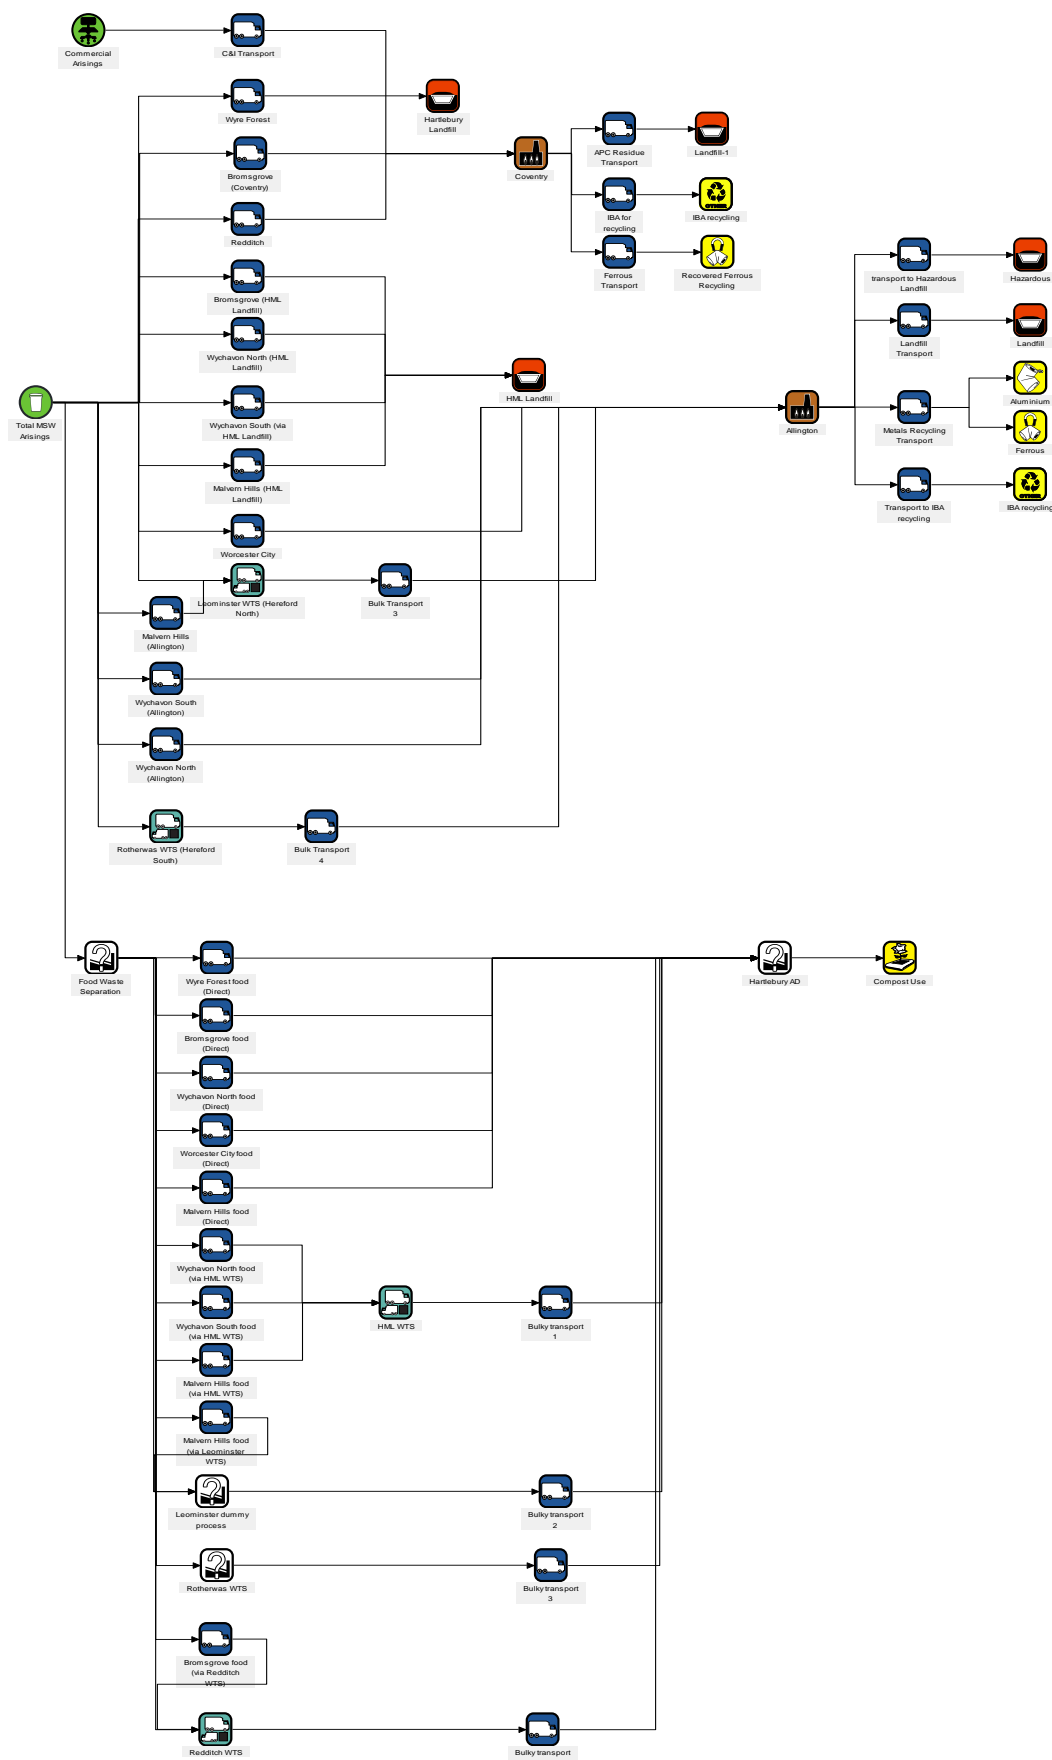 Commercial
Arisings
C&I Transport
Wyre Forest
Hartlebury
Landfill
Bromsgrove
(Coventry)
Coventry
APC Residue
Transport
Landfill-1
Redditch
IBA for
recycling
OTHER
IBA recycling
Ferrous
Transport
Recovered Ferrous
Recycling
transport to Hazardous
Landfill
Hazardous
Bromsgrove (HML
Landfill)
Landfill
Transport
Landfill
Wychavon North (HML
Landfill)
HML Landfill
Aluminium
Total MSW
Arisings
Wychavon South (via
HML Landfill)
Allington
Metals Recycling
Transport
Ferrous
Malvern Hills (HML
Landfill)
Transport to IBA
recycling
OTHER
IBA recycling
Worcester City
Leominster WTS (Hereford
North)
Bulk Transport
3
Malvern Hills
(Allington)
Wychavon South
(Allington)
Wychavon North
(Allington)
Rotherwas WTS (Hereford
South)
Bulk Transport
4
Food Waste
Separation
Wyre Forest food
(Direct)
Hartlebury AD
Compost Use
Bromsgrove food
(Direct)
Wychavon North food
(Direct)
Worcester City food
(Direct)
Malvern Hills food
(Direct)
Wychavon North food
(via HML WTS)
Wychavon South food
(via HML WTS)
HML WTS
Bulky transport
1
Malvern Hills food
(via HML WTS)
Malvern Hills food
(via Leominster
WTS)
Leominster dummy
process
Bulky transport
2
Rotherwas WTS
Bulky transport
3
Bromsgrove food
(via Redditch
WTS)
Redditch WTS
Bulky transport